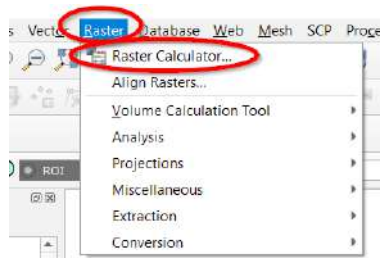 s Vector Raster Database Web Mesh SCP Proce
Raster Calculator...
Align Rasters...
Volume Calculation Tool
Analysis
ROI
Projections
Miscellaneous
Extraction
Conversion